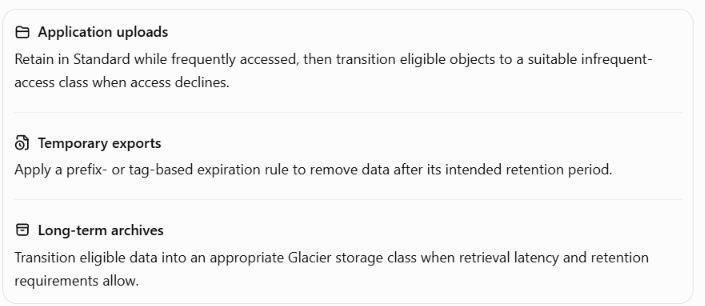 Application uploads
Retain in Standard while frequently accessed, then transition eligible objects to a suitable infrequent-
access class when access declines.
Temporary exports
Apply a prefix- or tag-based expiration rule to remove data after its intended retention period.
Long-term archives
Transition eligible data into an appropriate Glacier storage class when retrieval latency and retention
requirements allow.